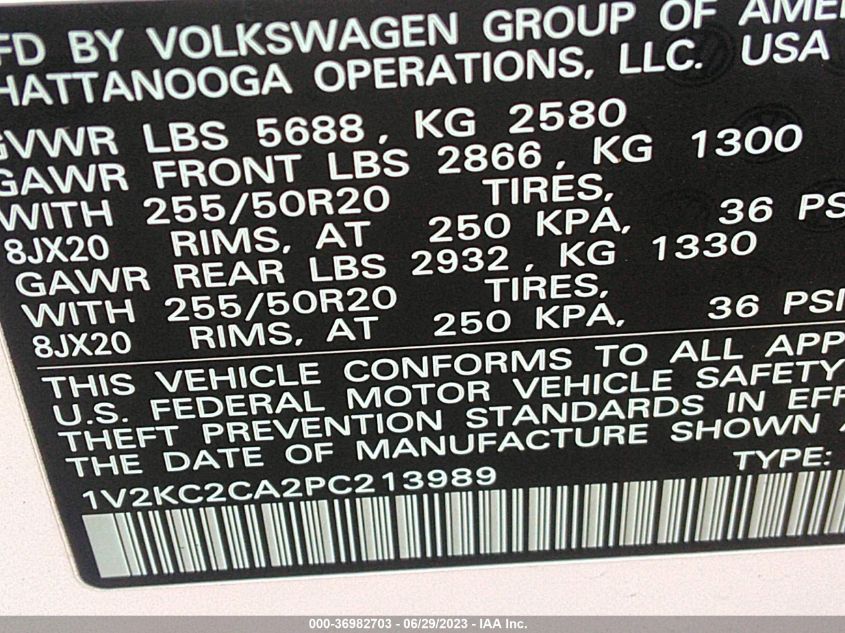 FD BY VOLKSWAGEN GROUP OF AME
HATTANOOGA OPERATIONS, LLC. USA
GVWR LBS 5688, KG 2580
GAWR FRONT LBS 2866, KG 1300
WITH 255/50R20 TIRES,
8JX20 RIMS, AT 250 KPA, 36 PSI
GAWR REAR LBS 2932, KG 1330
WITH 255/50R20 TIRES,
8JX20 RIMS, AT 250 KPA, 36 PSI
THIS VEHICLE CONFORMS TO ALL APP
U.S. FEDERAL MOTOR VEHICLE SAFETY
THEFT PREVENTION STANDARDS IN EFF
THE DATE OF MANUFACTURE SHOWN A
1V2KC2CA2PC213989 TYPE:
000-36982703 - 06/29/2023 - IAA Inc.